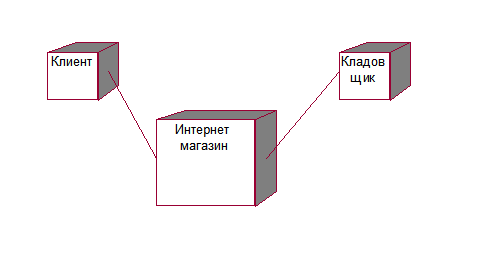 Клиент
Кладов
щик
Интернет
магазин